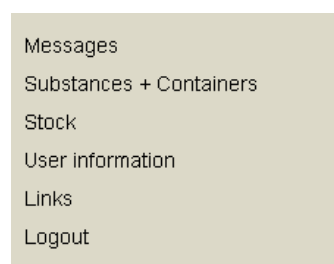 Messages
Substances + Containers
Stock
User information
Links
Logout